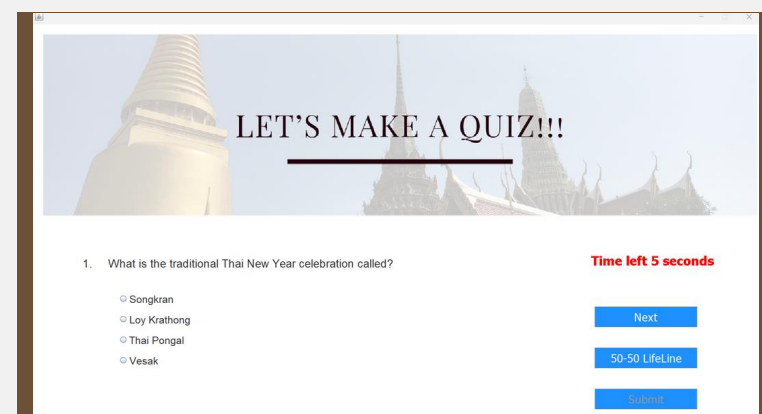 LET'S MAKE A QUIZ!!!
1. What is the traditional Thai New Year celebration called?
Time left 5 seconds
Songkran
Loy Krathong
Thai Pongal
Vesak
Next
50-50 LifeLine
Submit